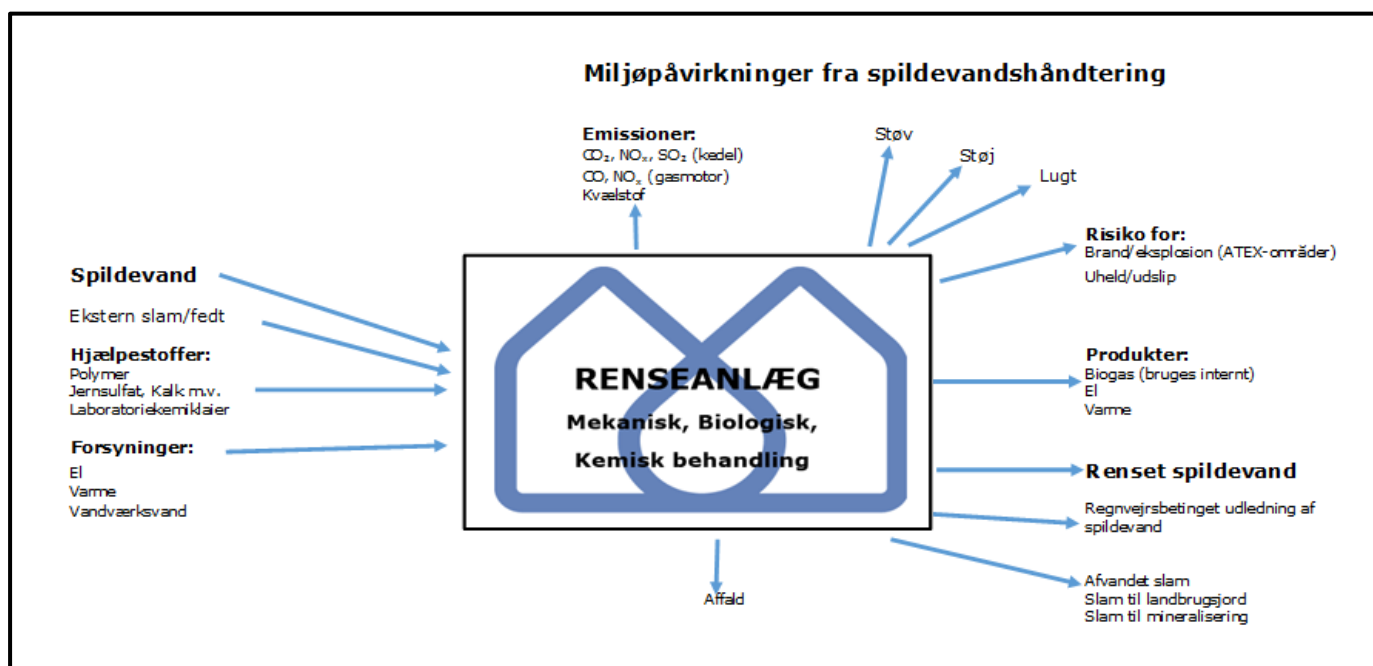 Miljøpåvirkninger fra spildevandshåndtering
Emissioner:
CO₂, NOₓ, SO₂ (kedel)
CO, NOₓ (gasmotor)
Kvælstof
Støv
Støj
Lugt
Risiko for:
Brand/eksplosion (ATEX-områder)
Uheld/udslip
Spildevand
Ekstern slam/fedt
Hjælpestoffer:
Polymer
Jernsulfat, Kalk m.v.
Laboratoriekemiklaier
Forsyninger:
El
Varme
Vandværksvand
RENSEANLÆG
Mekanisk, Biologisk,
Kemisk behandling
Produkter:
Biogas (bruges internt)
El
Varme
Renset spildevand
Regnvejrsbetinget udledning af
spildevand
Afvandet slam
Slam til landbrugsjord
Slam til mineralisering
Affald